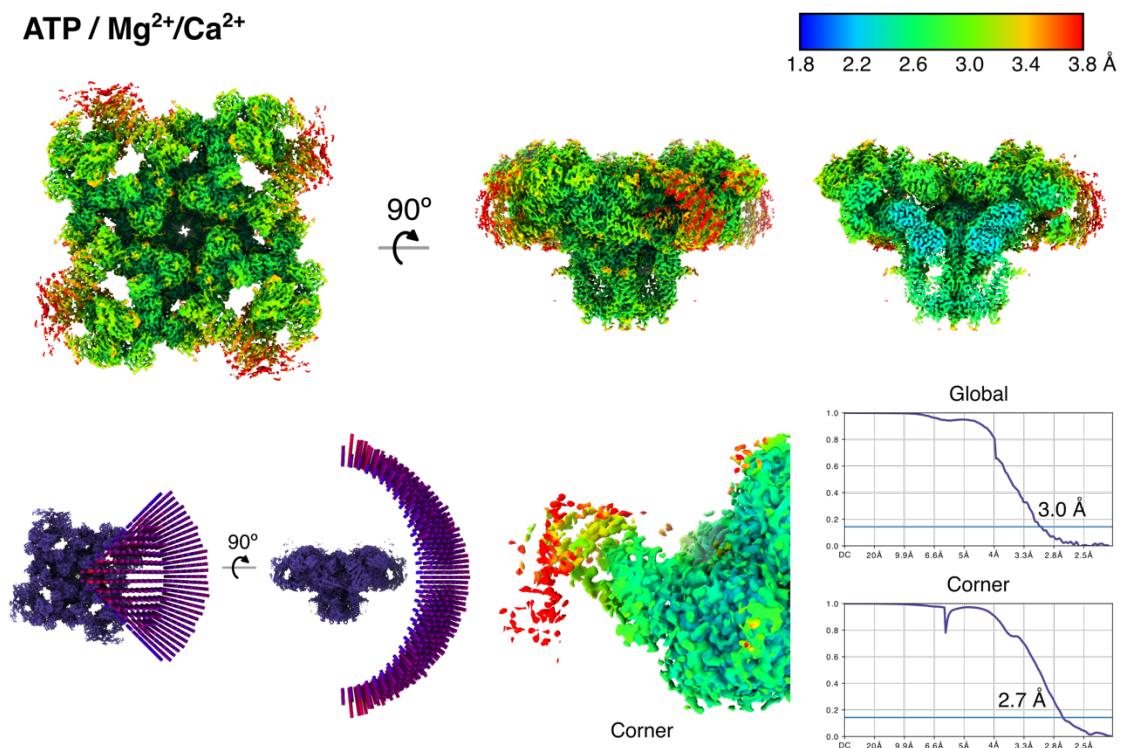 ATP / Mg²⁺/Ca²⁺
1.8 2.2 2.6 3.0 3.4 3.8 Å
90º
90º
Global
1.0
0.8
0.6
0.4
0.2
0.0
3.0 Å
DC 20Å 9.9Å 6.6Å 5Å 4Å 3.3Å 2.8Å 2.5Å
Corner
1.0
0.8
0.6
0.4
0.2
0.0
2.7 Å
DC 20Å 9.9Å 6.6Å 5Å 4Å 3.3Å 2.8Å 2.5Å
Corner